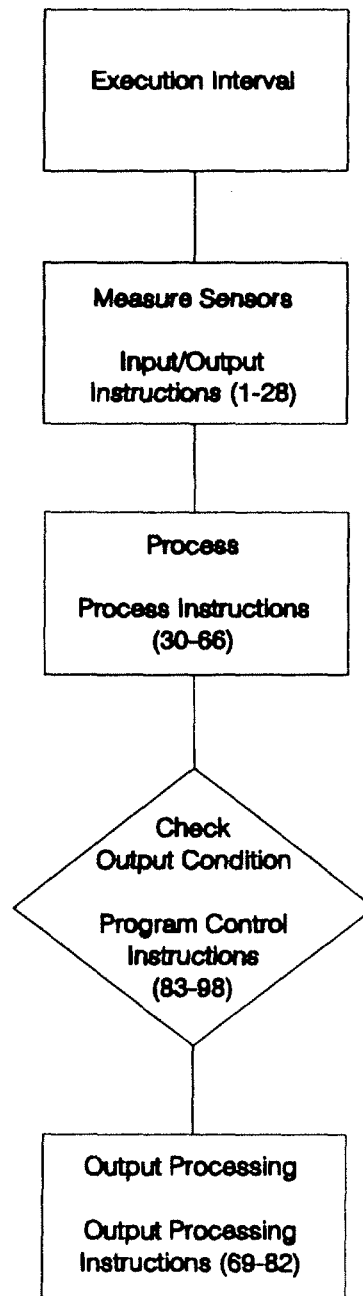 Execution Interval
Measure Sensors
Input/Output
Instructions (1-28)
Process
Process Instructions
(30-66)
Check
Output Condition
Program Control
Instructions
(83-98)
Output Processing
Output Processing
Instructions (69-82)